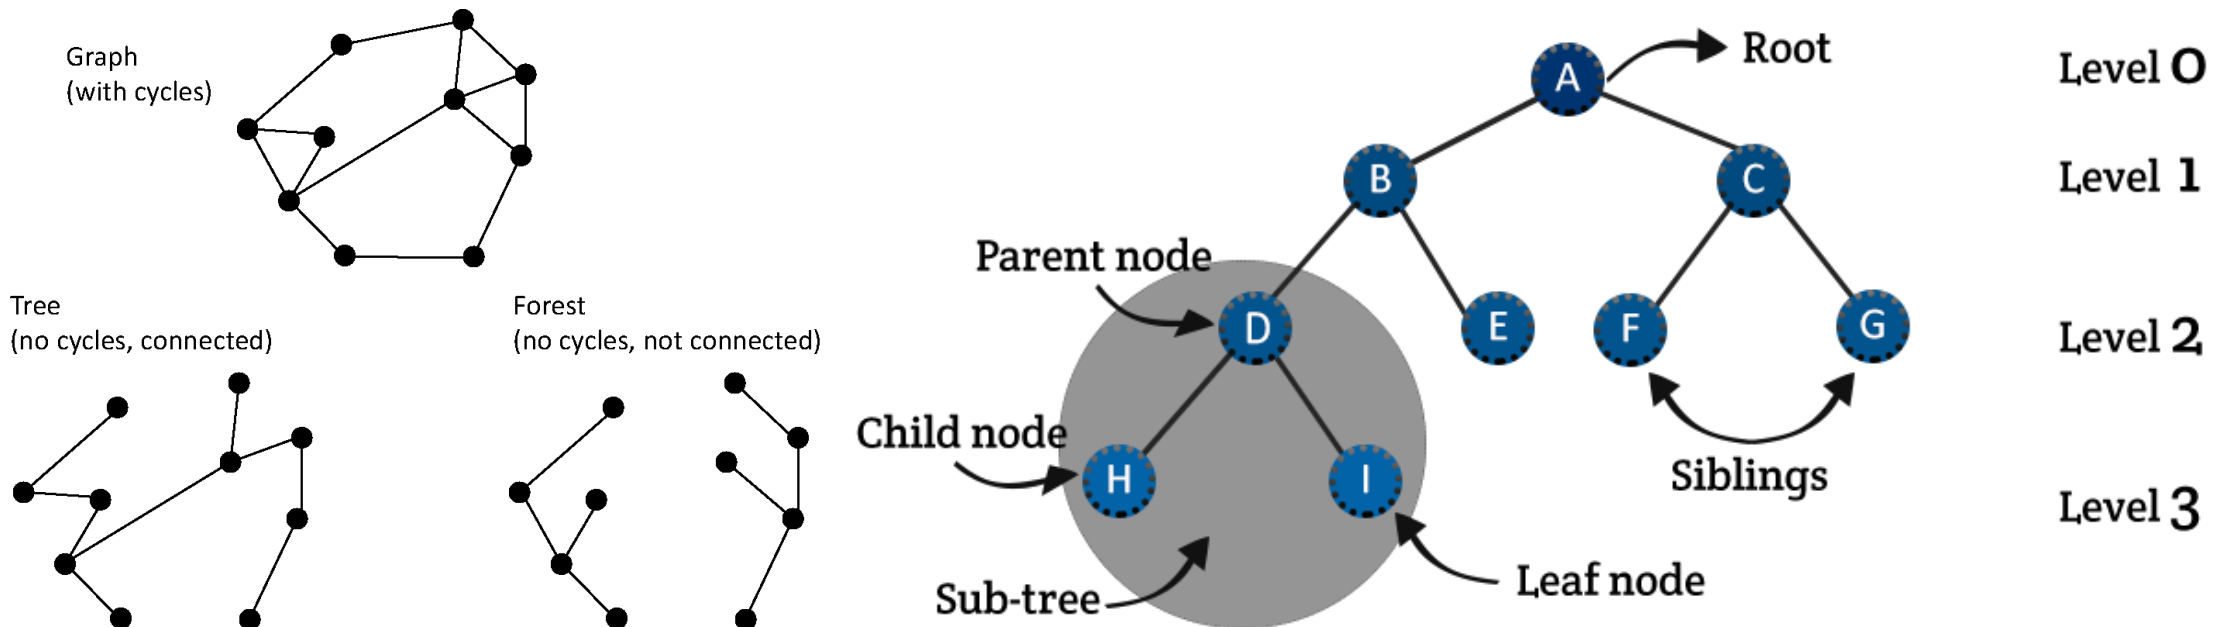 Graph
(with cycles)
Tree
(no cycles, connected)
Forest
(no cycles, not connected)
A
Root
Level 0
B
C
Level 1
Parent node
D
E
F
G
Level 2
Child node
H
I
Siblings
Level 3
Sub-tree
Leaf node